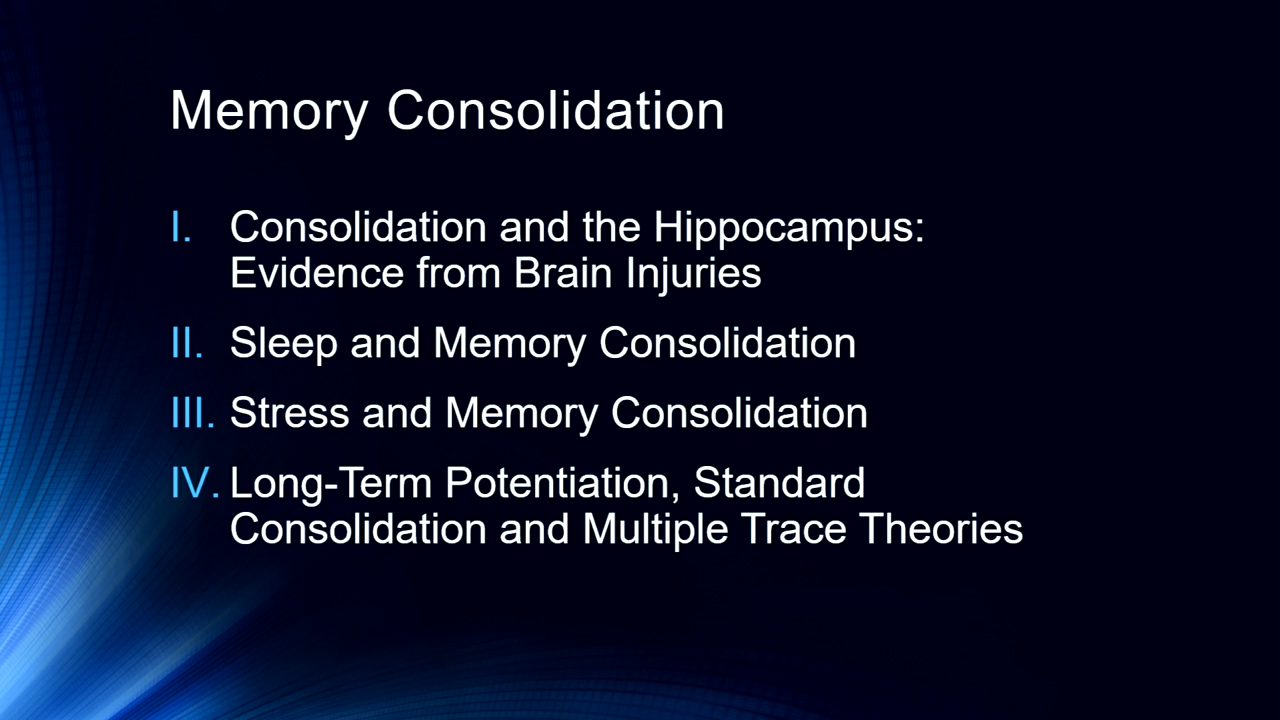 Memory Consolidation
I. Consolidation and the Hippocampus:
Evidence from Brain Injuries
II. Sleep and Memory Consolidation
III. Stress and Memory Consolidation
IV. Long-Term Potentiation, Standard
Consolidation and Multiple Trace Theories